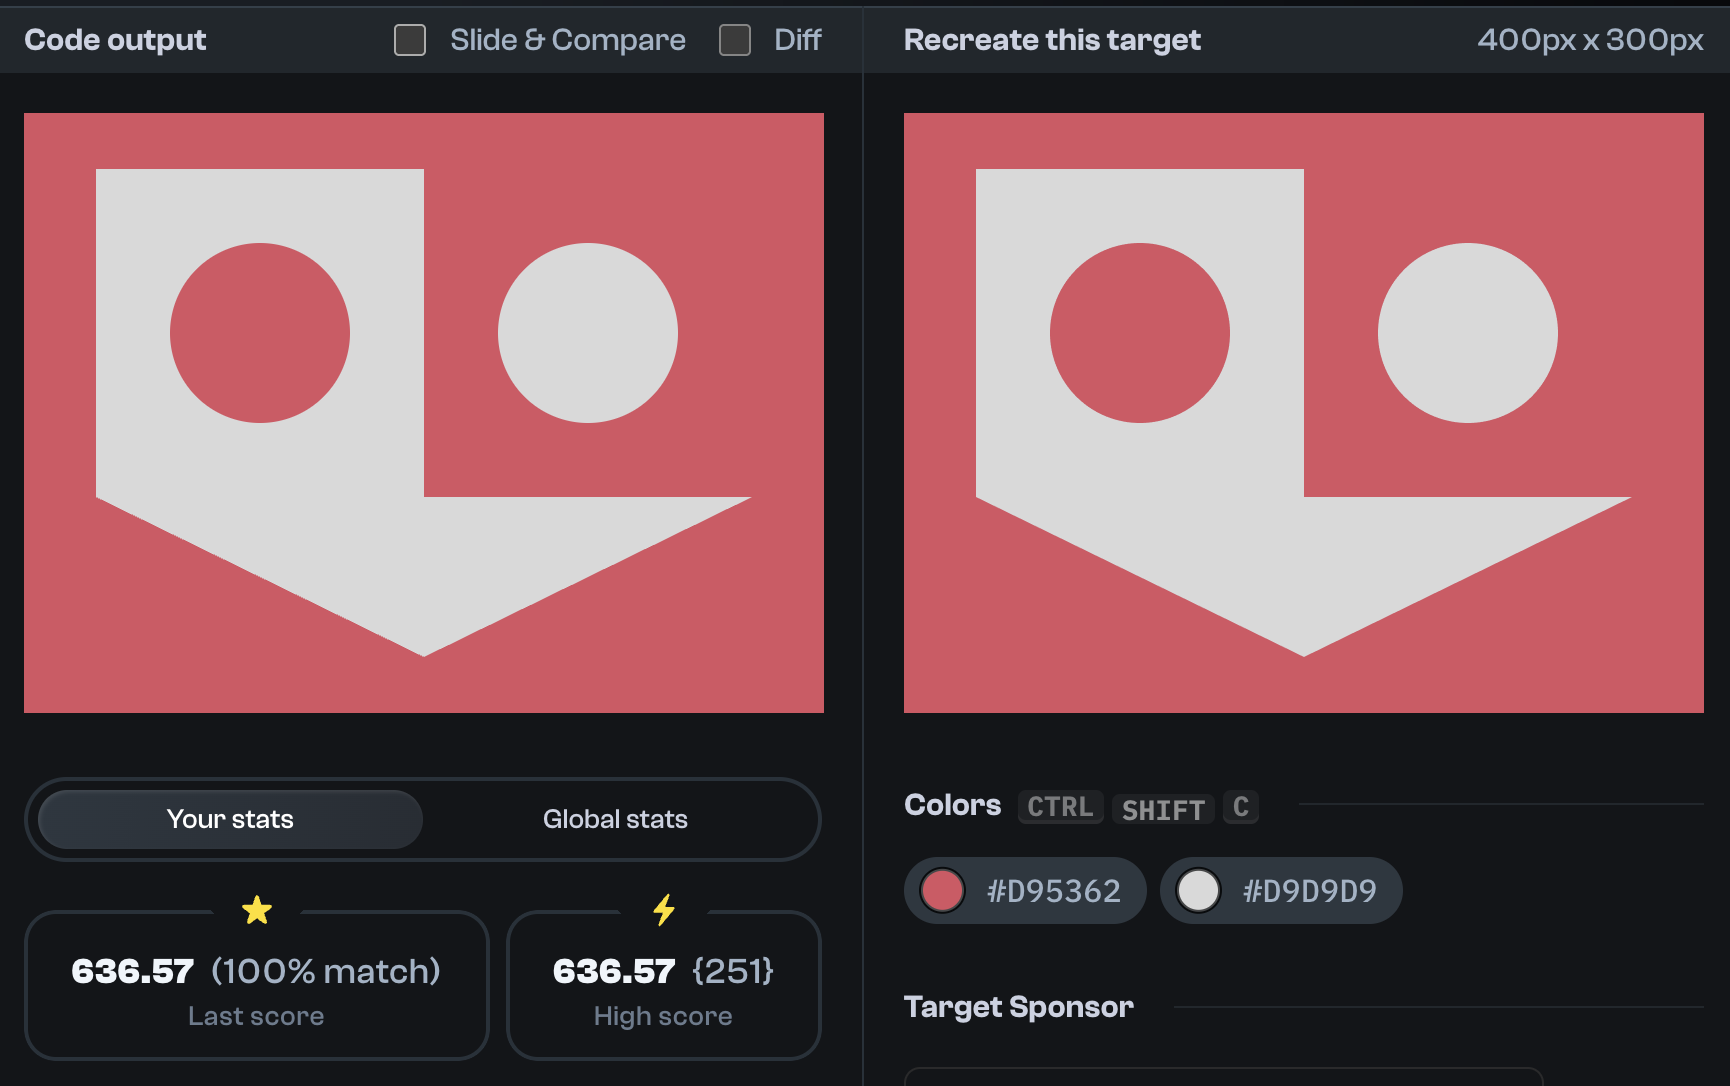 Code output
Slide & Compare
Diff
Recreate this target
400px x 300px
Your stats
Global stats
636.57 (100% match)
Last score
636.57 {251}
High score
Colors CTRL SHIFT C
#D95362
#D9D9D9
Target Sponsor